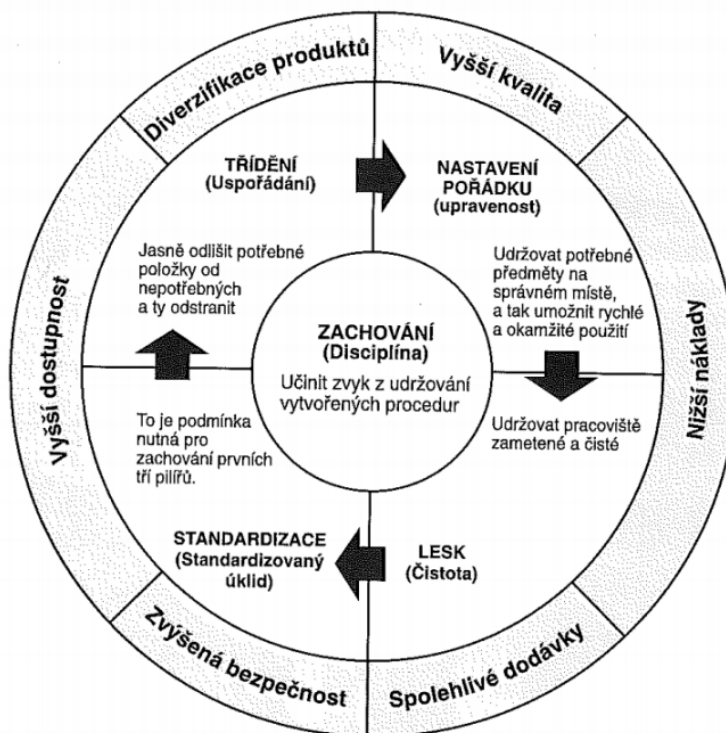 Diverzifikace produktů
Vyšší kvalita
Nižší náklady
Spolehlivé dodávky
Zvýšená bezpečnost
Vyšší dostupnost
TŘÍDĚNÍ
(Uspořádání)
Jasně odlišit potřebné
položky od
nepotřebných
a ty odstranit
NASTAVENÍ
POŘÁDKU
(upravenost)
Udržovat potřebné
předměty na
správném místě,
a tak umožnit rychlé
a okamžité použití
ZACHOVÁNÍ
(Disciplína)
Učinit zvyk z udržování
vytvořených procedur
Udržovat pracoviště
zametené a čisté
LESK
(Čistota)
To je podmínka
nutná pro
zachování prvních
tří pilířů.
STANDARDIZACE
(Standardizovaný
úklid)